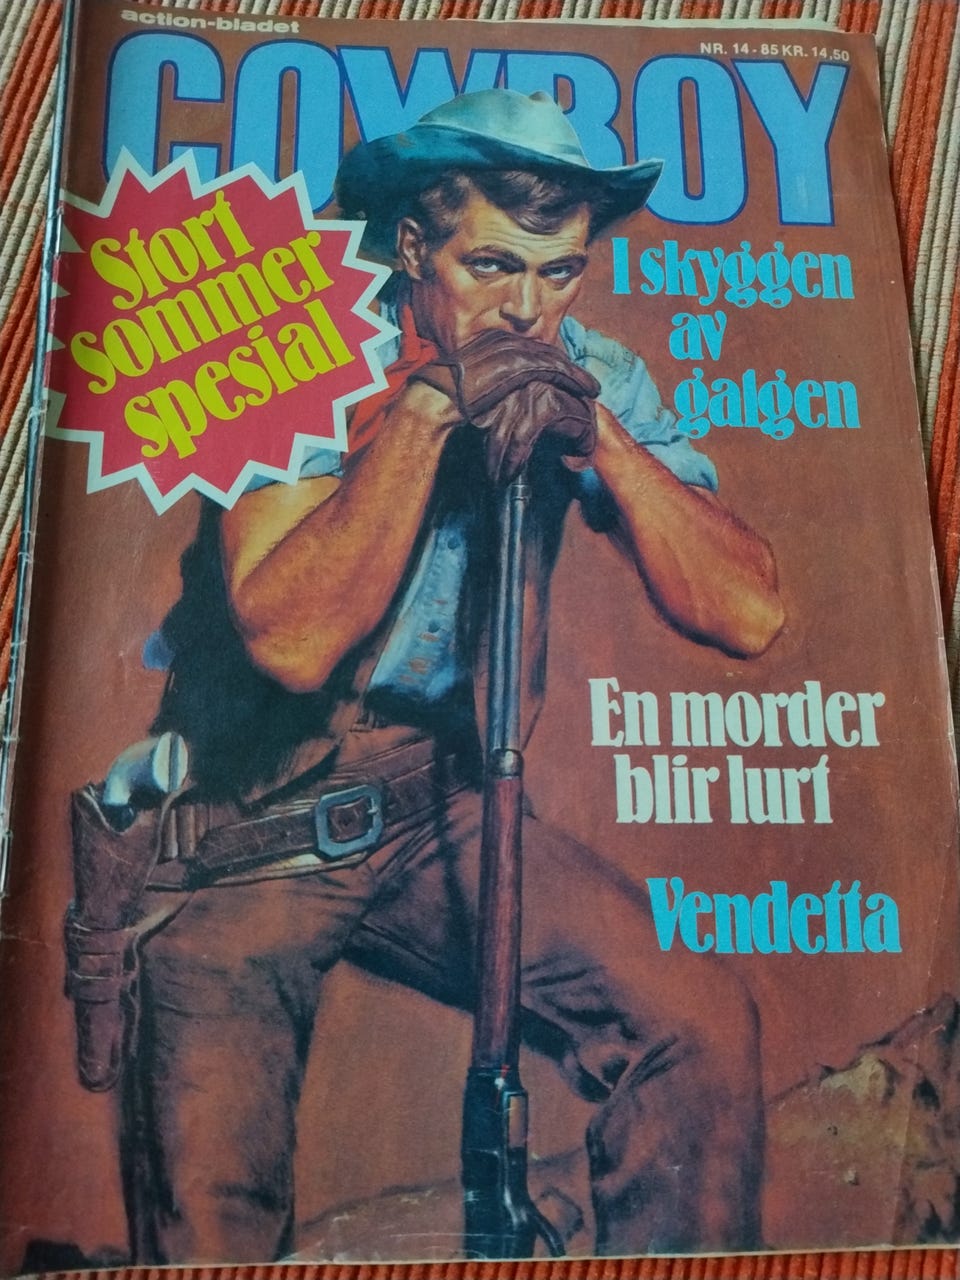 action-bladet
COWBOY
NR. 14 - 85 KR. 14,50
Stort
sommer
spesial
I skyggen
av
galgen
En morder
blir lurt
Vendetta